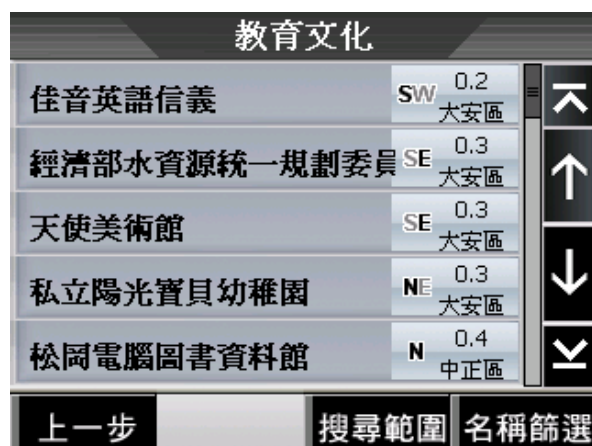 教育文化
佳音英語信義 SW 0.2 大安區
經濟部水資源統一規劃委員 SE 0.3 大安區
天使美術館 SE 0.3 大安區
私立陽光寶貝幼稚園 NE 0.3 大安區
松岡電腦圖書資料館 N 0.4 中正區
上一步 搜尋範圍 名稱篩選